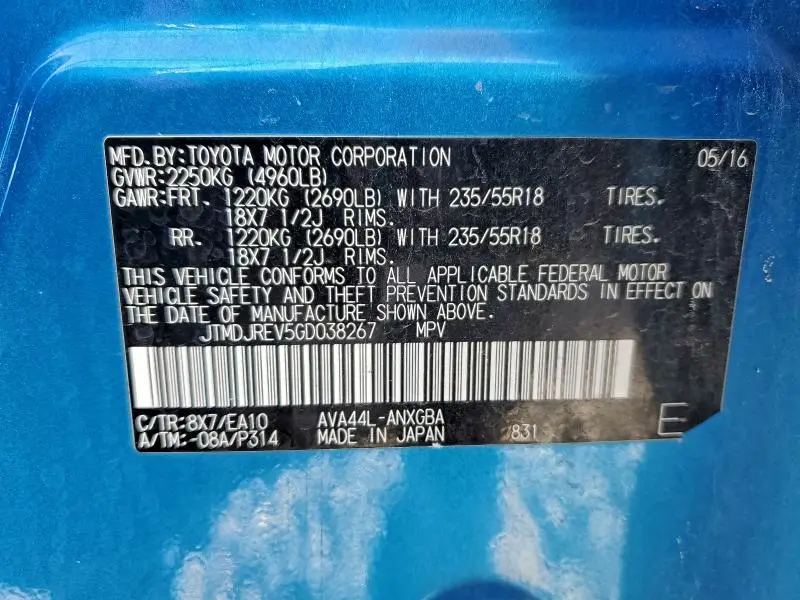 MFD.BY:TOYOTA MOTOR CORPORATION 05/16
GVWR:2250KG (4960LB)
GAWR:FRT. 1220KG (2690LB) WITH 235/55R18 TIRES.
18X7 1/2J RIMS.
RR. 1220KG (2690LB) WITH 235/55R18 TIRES.
18X7 1/2J RIMS.
THIS VEHICLE CONFORMS TO ALL APPLICABLE FEDERAL MOTOR
VEHICLE SAFETY AND THEFT PREVENTION STANDARDS IN EFFECT ON
THE DATE OF MANUFACTURE SHOWN ABOVE.
JTMDJREV5GD038267 MPV
C/TR:8X7/EA10 AVA44L-ANXGBA
A/TM:-08A/P314 MADE IN JAPAN /831 E